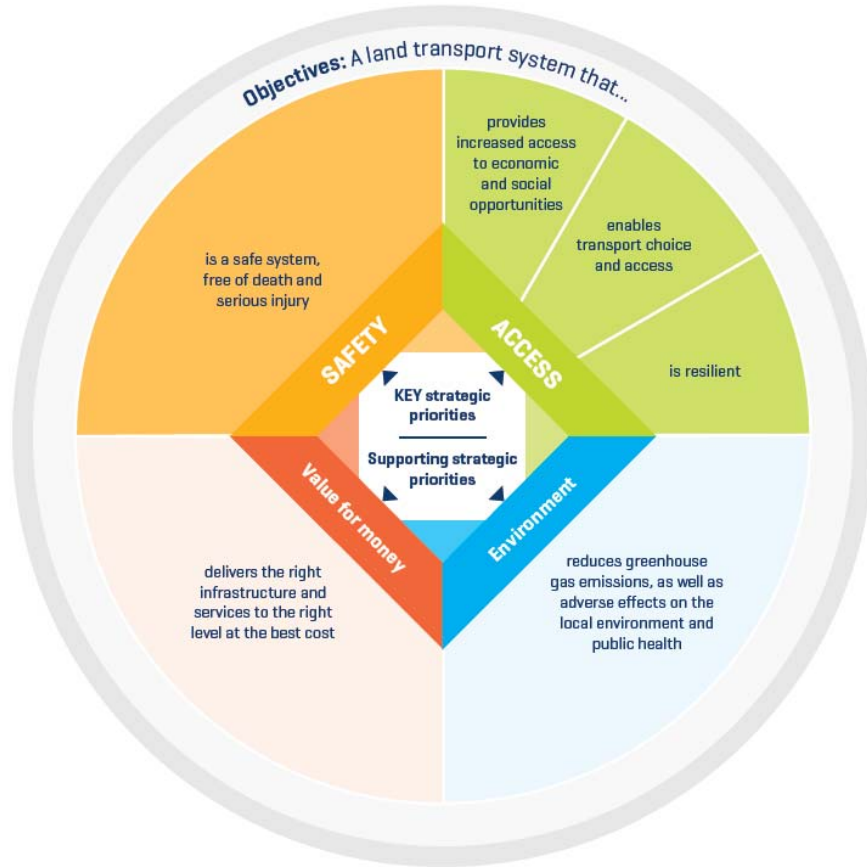 Objectives: A land transport system that...
provides
increased access
to economic
and social
opportunities
enables
transport choice
and access
is resilient
is a safe system,
free of death and
serious injury
SAFETY
ACCESS
KEY strategic
priorities
Supporting strategic
priorities
Value for money
Environment
delivers the right
infrastructure and
services to the right
level at the best cost
reduces greenhouse
gas emissions, as well as
adverse effects on the
local environment and
public health